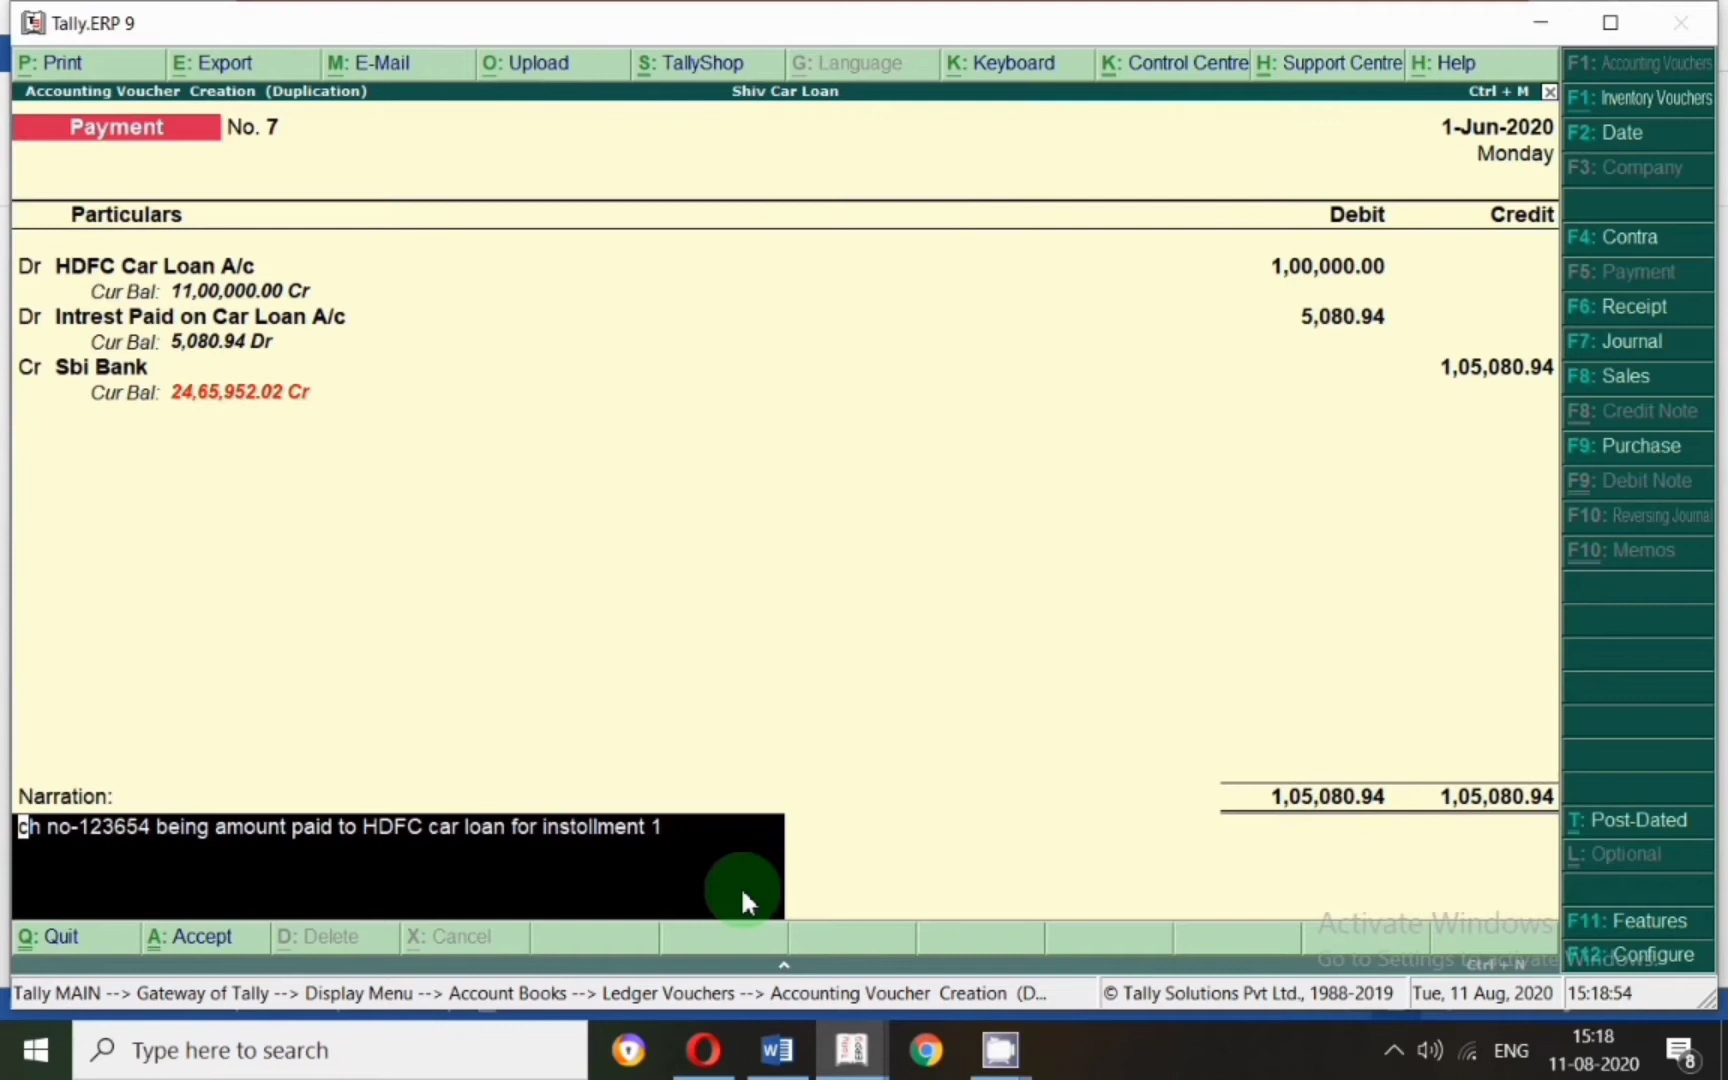 Tally.ERP 9
P: Print E: Export M: E-Mail O: Upload S: TallyShop G: Language K: Keyboard K: Control Centre H: Support Centre H: Help
Accounting Voucher Creation (Duplication) Shiv Car Loan Ctrl + M
Payment No. 7 1-Jun-2020
Monday
Particulars Debit Credit
Dr HDFC Car Loan A/c 1,00,000.00
Cur Bal: 11,00,000.00 Cr
Dr Intrest Paid on Car Loan A/c 5,080.94
Cur Bal: 5,080.94 Dr
Cr Sbi Bank 1,05,080.94
Cur Bal: 24,65,952.02 Cr
Narration: 1,05,080.94 1,05,080.94
ch no-123654 being amount paid to HDFC car loan for instollment 1
F1: Accounting Vouchers
F1: Inventory Vouchers
F2: Date
F3: Company
F4: Contra
F5: Payment
F6: Receipt
F7: Journal
F8: Sales
F8: Credit Note
F9: Purchase
F9: Debit Note
F10: Reversing Journal
F10: Memos
T: Post-Dated
L: Optional
F11: Features
F12: Configure
Activate Windows
Go to Settings to activate Windows.
Q: Quit A: Accept D: Delete X: Cancel
Ctrl + N
Tally MAIN --> Gateway of Tally --> Display Menu --> Account Books --> Ledger Vouchers --> Accounting Voucher Creation (D... © Tally Solutions Pvt Ltd., 1988-2019 Tue, 11 Aug, 2020 15:18:54
Type here to search ENG 15:18
11-08-2020
8